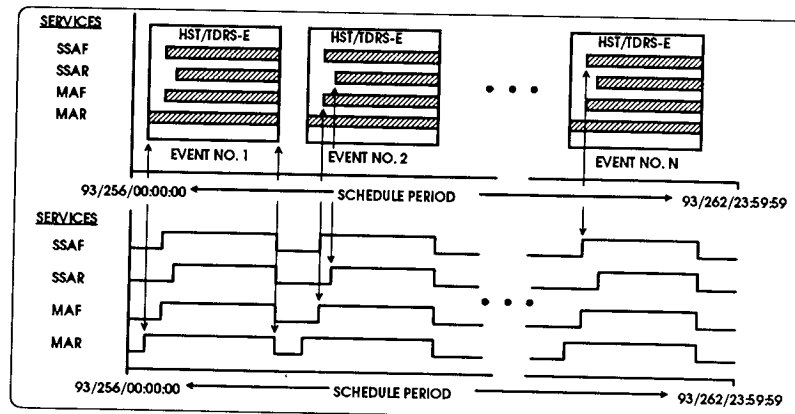 SERVICES
SSAF
SSAR
MAF
MAR
HST/TDRS-E
HST/TDRS-E
HST/TDRS-E
EVENT NO. 1
EVENT NO. 2
EVENT NO. N
93/256/00:00:00
SCHEDULE PERIOD
93/262/23:59:59
SERVICES
SSAF
SSAR
MAF
MAR
93/256/00:00:00
SCHEDULE PERIOD
93/262/23:59:59